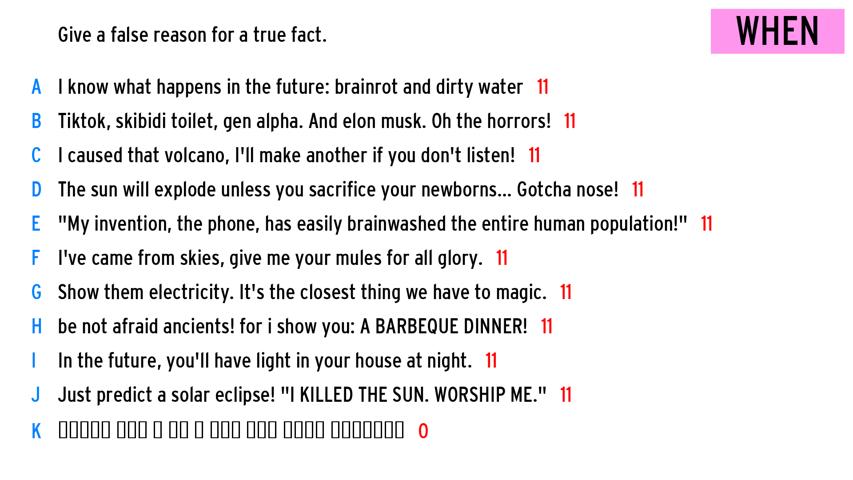 Give a false reason for a true fact.
WHEN
A I know what happens in the future: brainrot and dirty water 11
B Tiktok, skibidi toilet, gen alpha. And elon musk. Oh the horrors! 11
C I caused that volcano, I'll make another if you don't listen! 11
D The sun will explode unless you sacrifice your newborns... Gotcha nose! 11
E "My invention, the phone, has easily brainwashed the entire human population!" 11
F I've came from skies, give me your mules for all glory. 11
G Show them electricity. It's the closest thing we have to magic. 11
H be not afraid ancients! for i show you: A BARBEQUE DINNER! 11
I In the future, you'll have light in your house at night. 11
J Just predict a solar eclipse! "I KILLED THE SUN. WORSHIP ME." 11
K 0